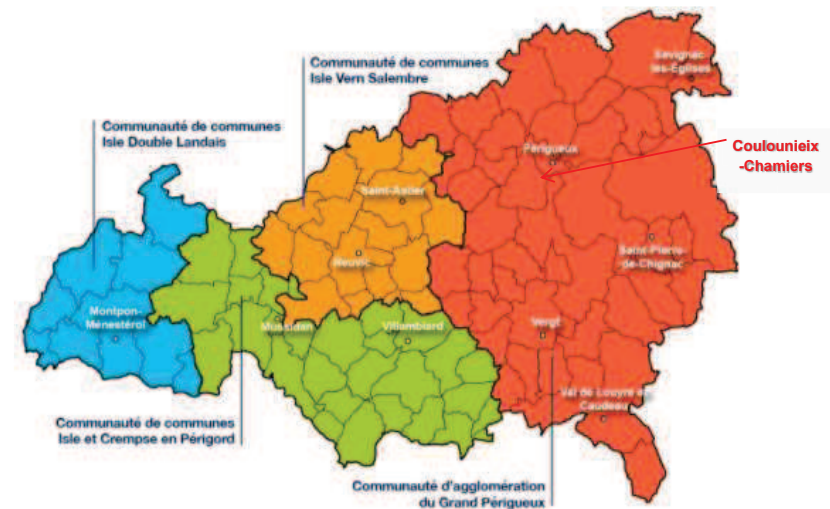 Communauté de communes
Isle Vern Salembre
Communauté de communes
Isle Double Landais
Savignac
les-Églises
Périgueux
Coulounieix
-Chamiers
Saint-Astier
Neuvic
Saint-Pierre-
de-Chignac
Montpon-
Ménestérol
Mussidan
Villamblard
Vergt
Val de Louyre et
Caudeau
Communauté de communes
Isle et Crempse en Périgord
Communauté d'agglomération
du Grand Périgueux